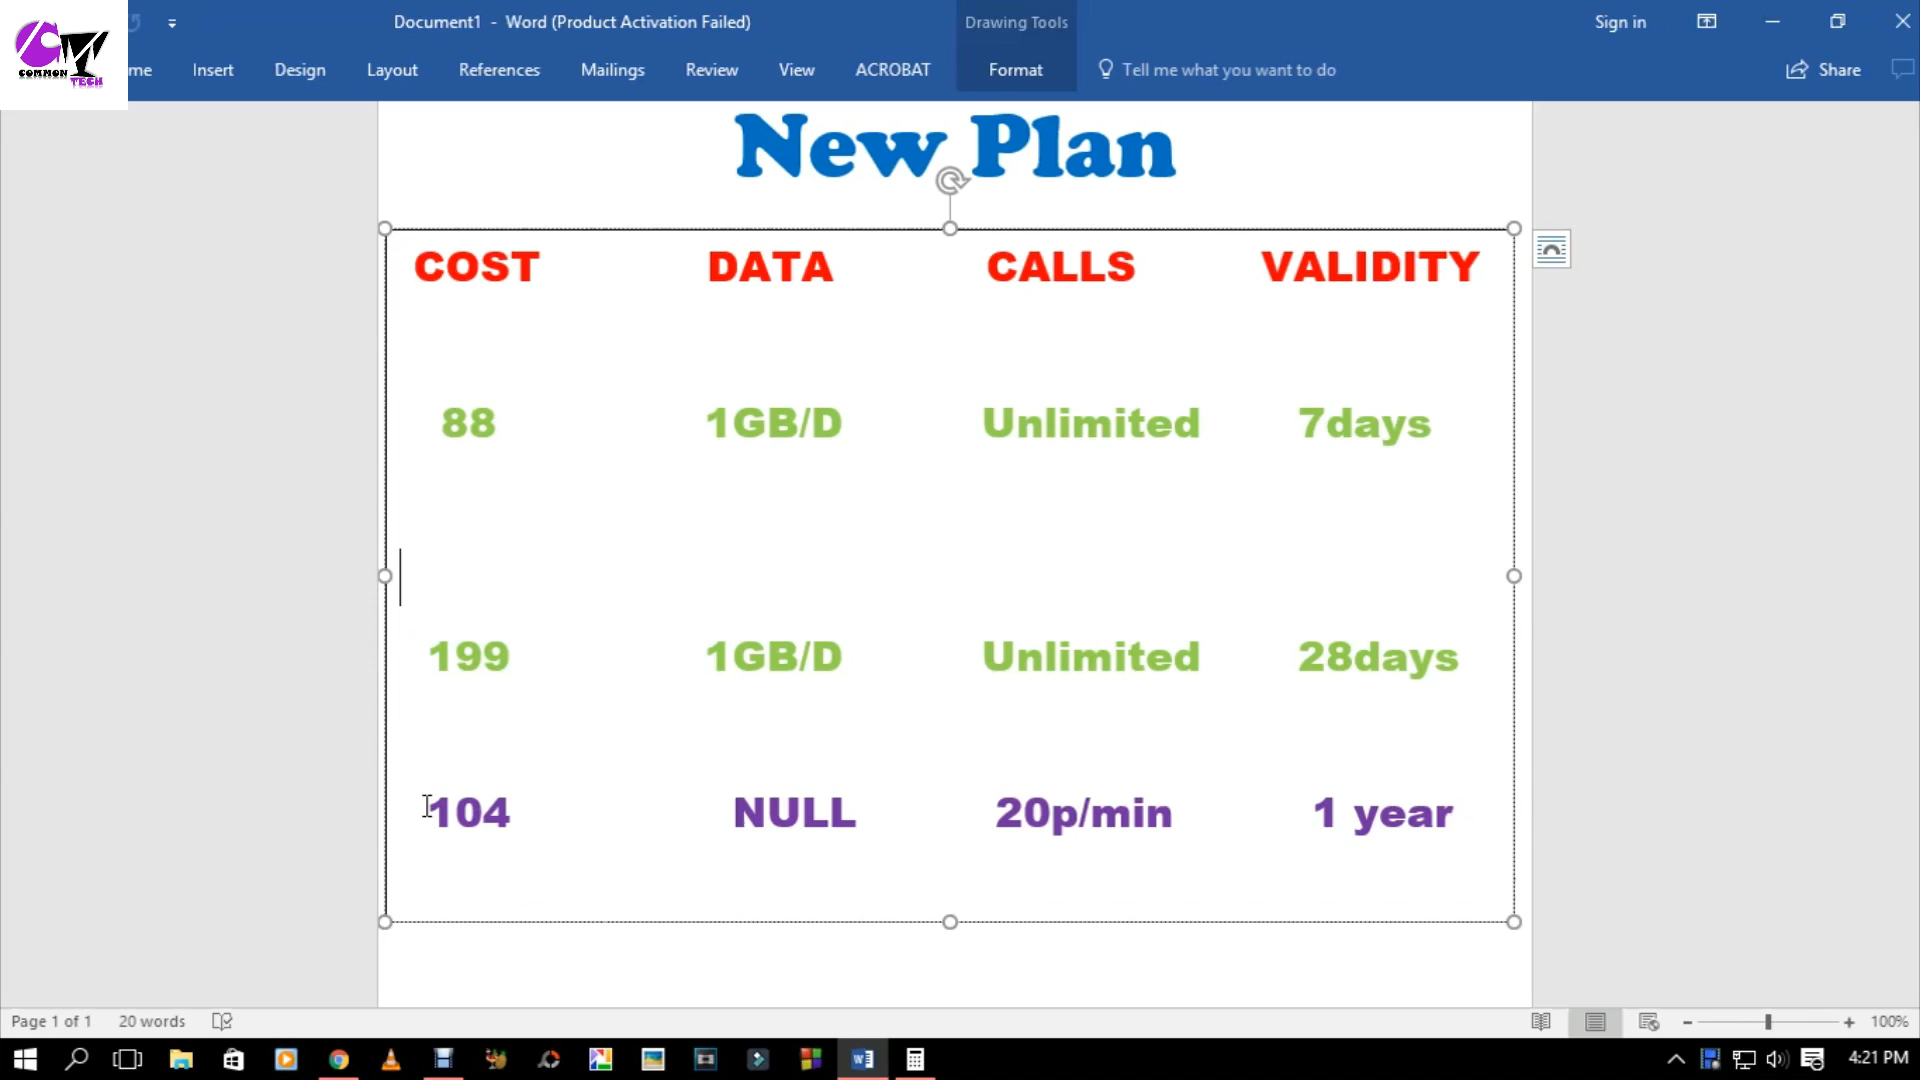 Document1 - Word (Product Activation Failed)
Drawing Tools
Sign in
COMMON
TECH
me Insert Design Layout References Mailings Review View ACROBAT Format Tell me what you want to do Share
New Plan
COST DATA CALLS VALIDITY
88 1GB/D Unlimited 7days
199 1GB/D Unlimited 28days
104 NULL 20p/min 1 year
Page 1 of 1 20 words 100%
4:21 PM